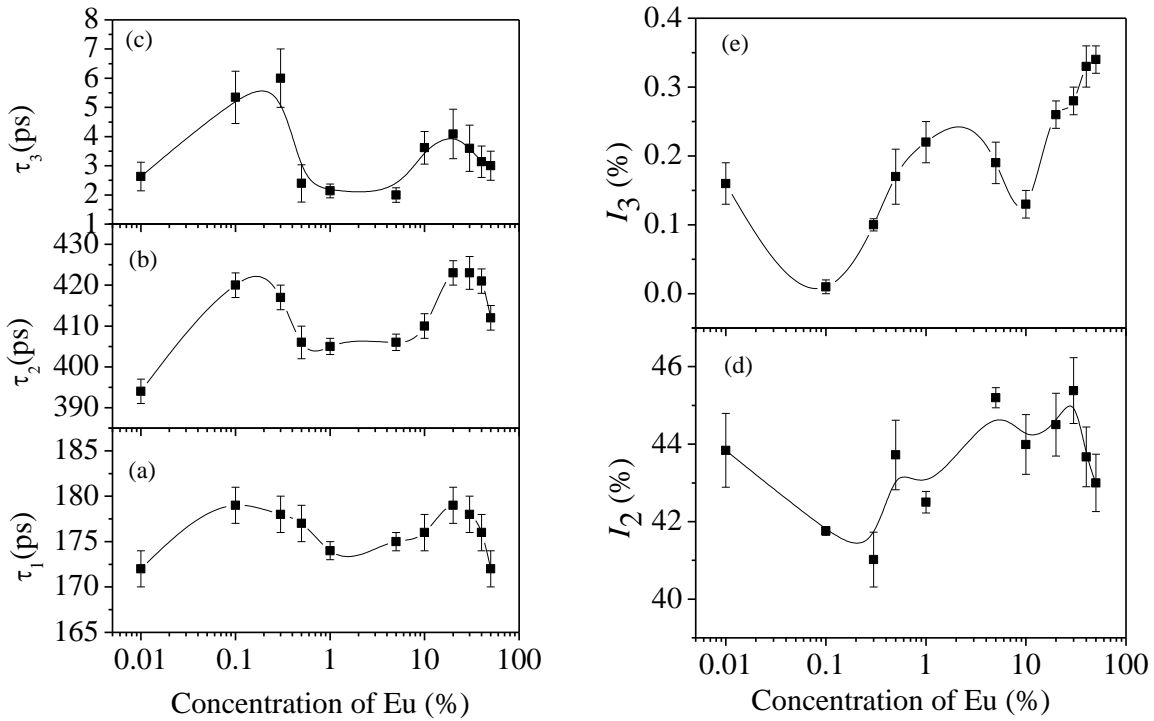 (c)
8
7
6
5
4
3
2
1
τ3(ps)
(b)
430
420
410
400
390
τ2(ps)
(a)
185
180
175
170
165
τ1(ps)
0.01 0.1 1 10 100
Concentration of Eu (%)
(e)
0.4
0.3
0.2
0.1
0.0
I3 (%)
(d)
46
44
42
40
I2 (%)
0.01 0.1 1 10 100
Concentration of Eu (%)